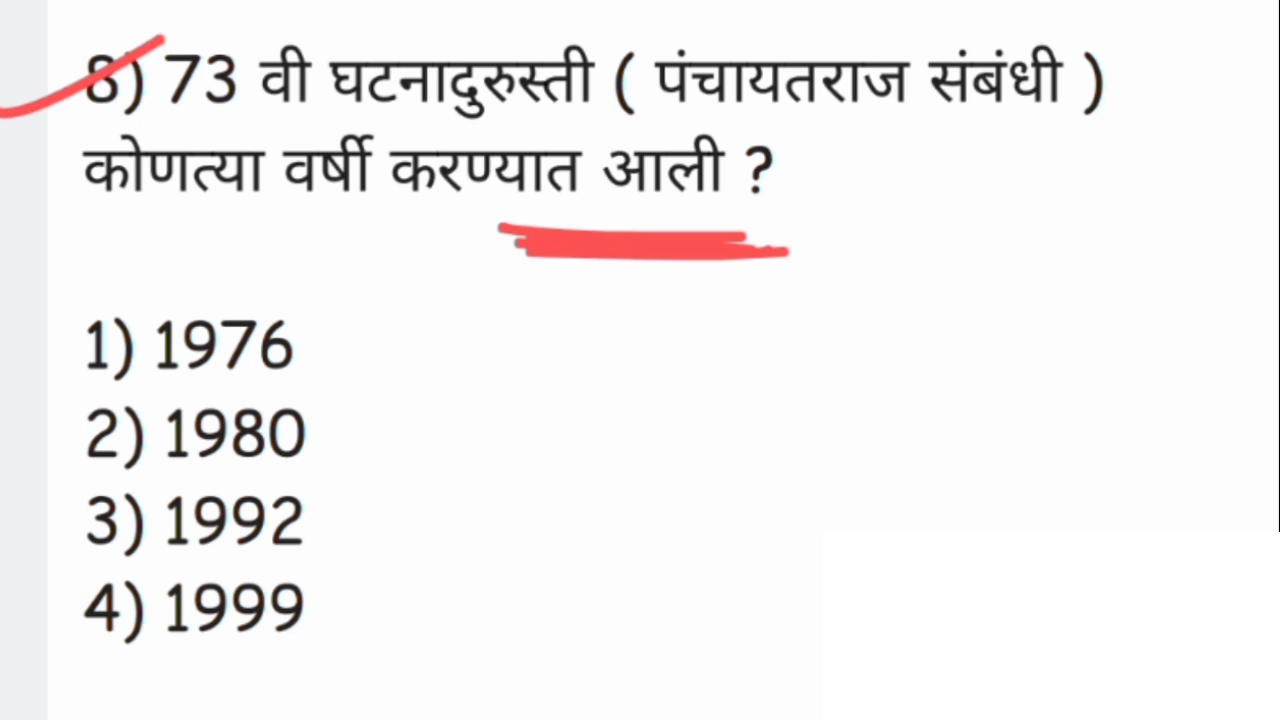 8) 73 वी घटनादुरुस्ती ( पंचायतराज संबंधी )
कोणत्या वर्षी करण्यात आली ?
1) 1976
2) 1980
3) 1992
4) 1999